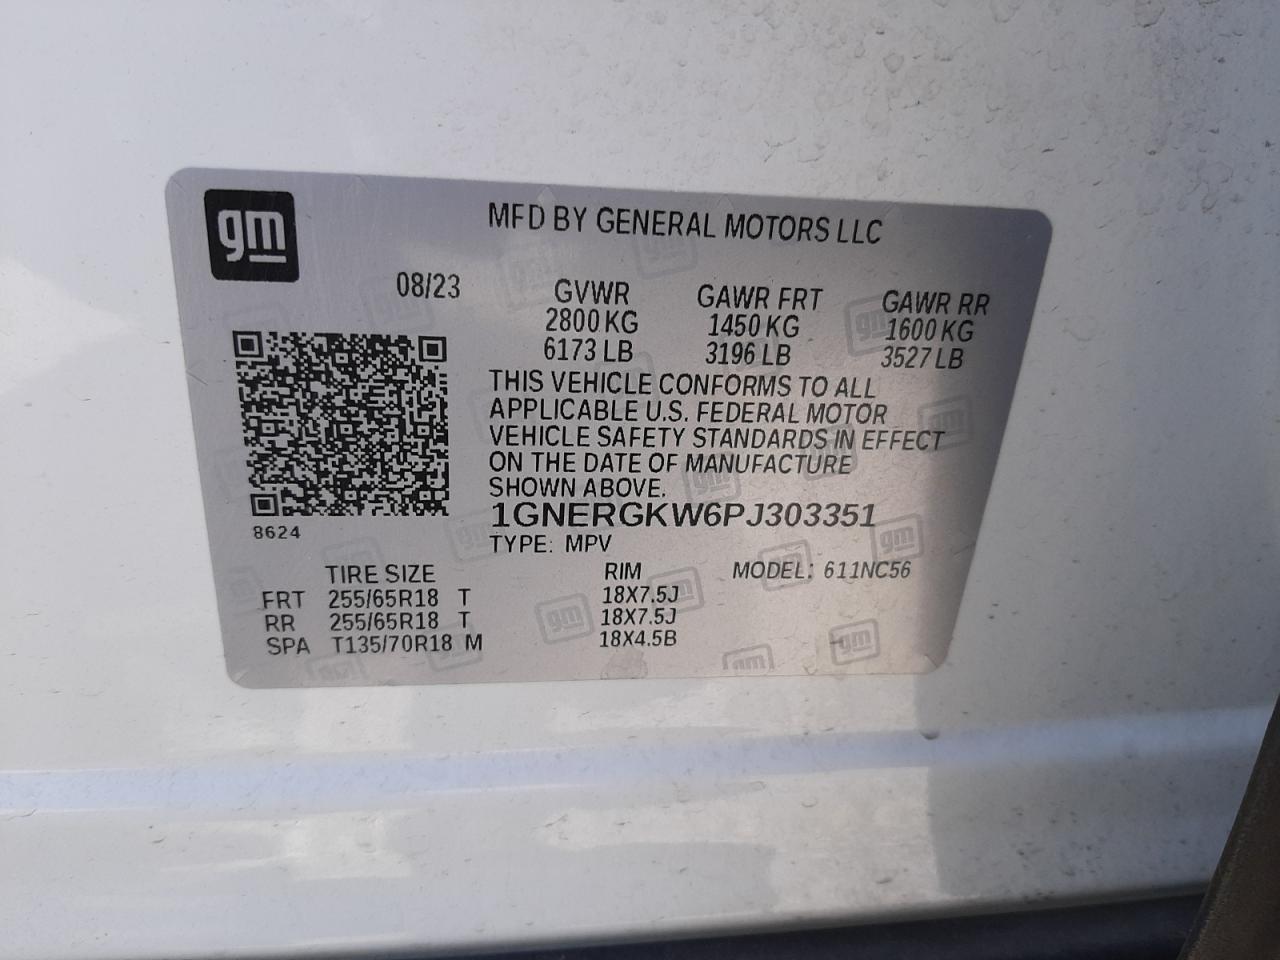 gm
MFD BY GENERAL MOTORS LLC
08/23 GVWR GAWR FRT GAWR RR
2800 KG 1450 KG 1600 KG
6173 LB 3196 LB 3527 LB
THIS VEHICLE CONFORMS TO ALL
APPLICABLE U.S. FEDERAL MOTOR
VEHICLE SAFETY STANDARDS IN EFFECT
ON THE DATE OF MANUFACTURE
SHOWN ABOVE.
1GNERGKW6PJ303351
8624
TYPE: MPV
TIRE SIZE RIM MODEL: 611NC56
FRT 255/65R18 T 18X7.5J
RR 255/65R18 T 18X7.5J
SPA T135/70R18 M 18X4.5B